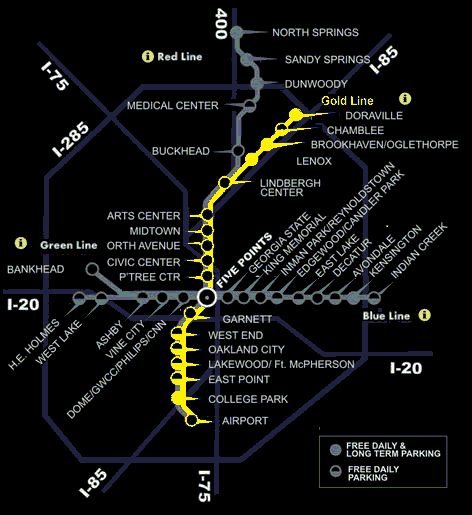 400
NORTH SPRINGS
I-85
i Red Line
SANDY SPRINGS
I-75
DUNWOODY
Gold Line i
MEDICAL CENTER
DORAVILLE
CHAMBLEE
I-285
BROOKHAVEN/OGLETHORPE
BUCKHEAD
LENOX
LINDBERGH
CENTER
ARTS CENTER
MIDTOWN
ORTH AVENUE
CIVIC CENTER
P'TREE CTR
i Green Line
BANKHEAD
FIVE POINTS
GEORGIA STATE
KING MEMORIAL
INMAN PARK/REYNOLDSTOWN
EDGEWOOD/CANDLER PARK
EAST LAKE
DECATUR
AVONDALE
KENSINGTON
INDIAN CREEK
I-20
H.E. HOLMES
WEST LAKE
ASHBY
VINE CITY
DOME/GWCC/PHILIPS/CNN
GARNETT
Blue Line i
WEST END
OAKLAND CITY
LAKEWOOD/ Ft. McPHERSON
I-20
EAST POINT
COLLEGE PARK
AIRPORT
I-85
I-75
FREE DAILY &
LONG TERM PARKING
FREE DAILY
PARKING